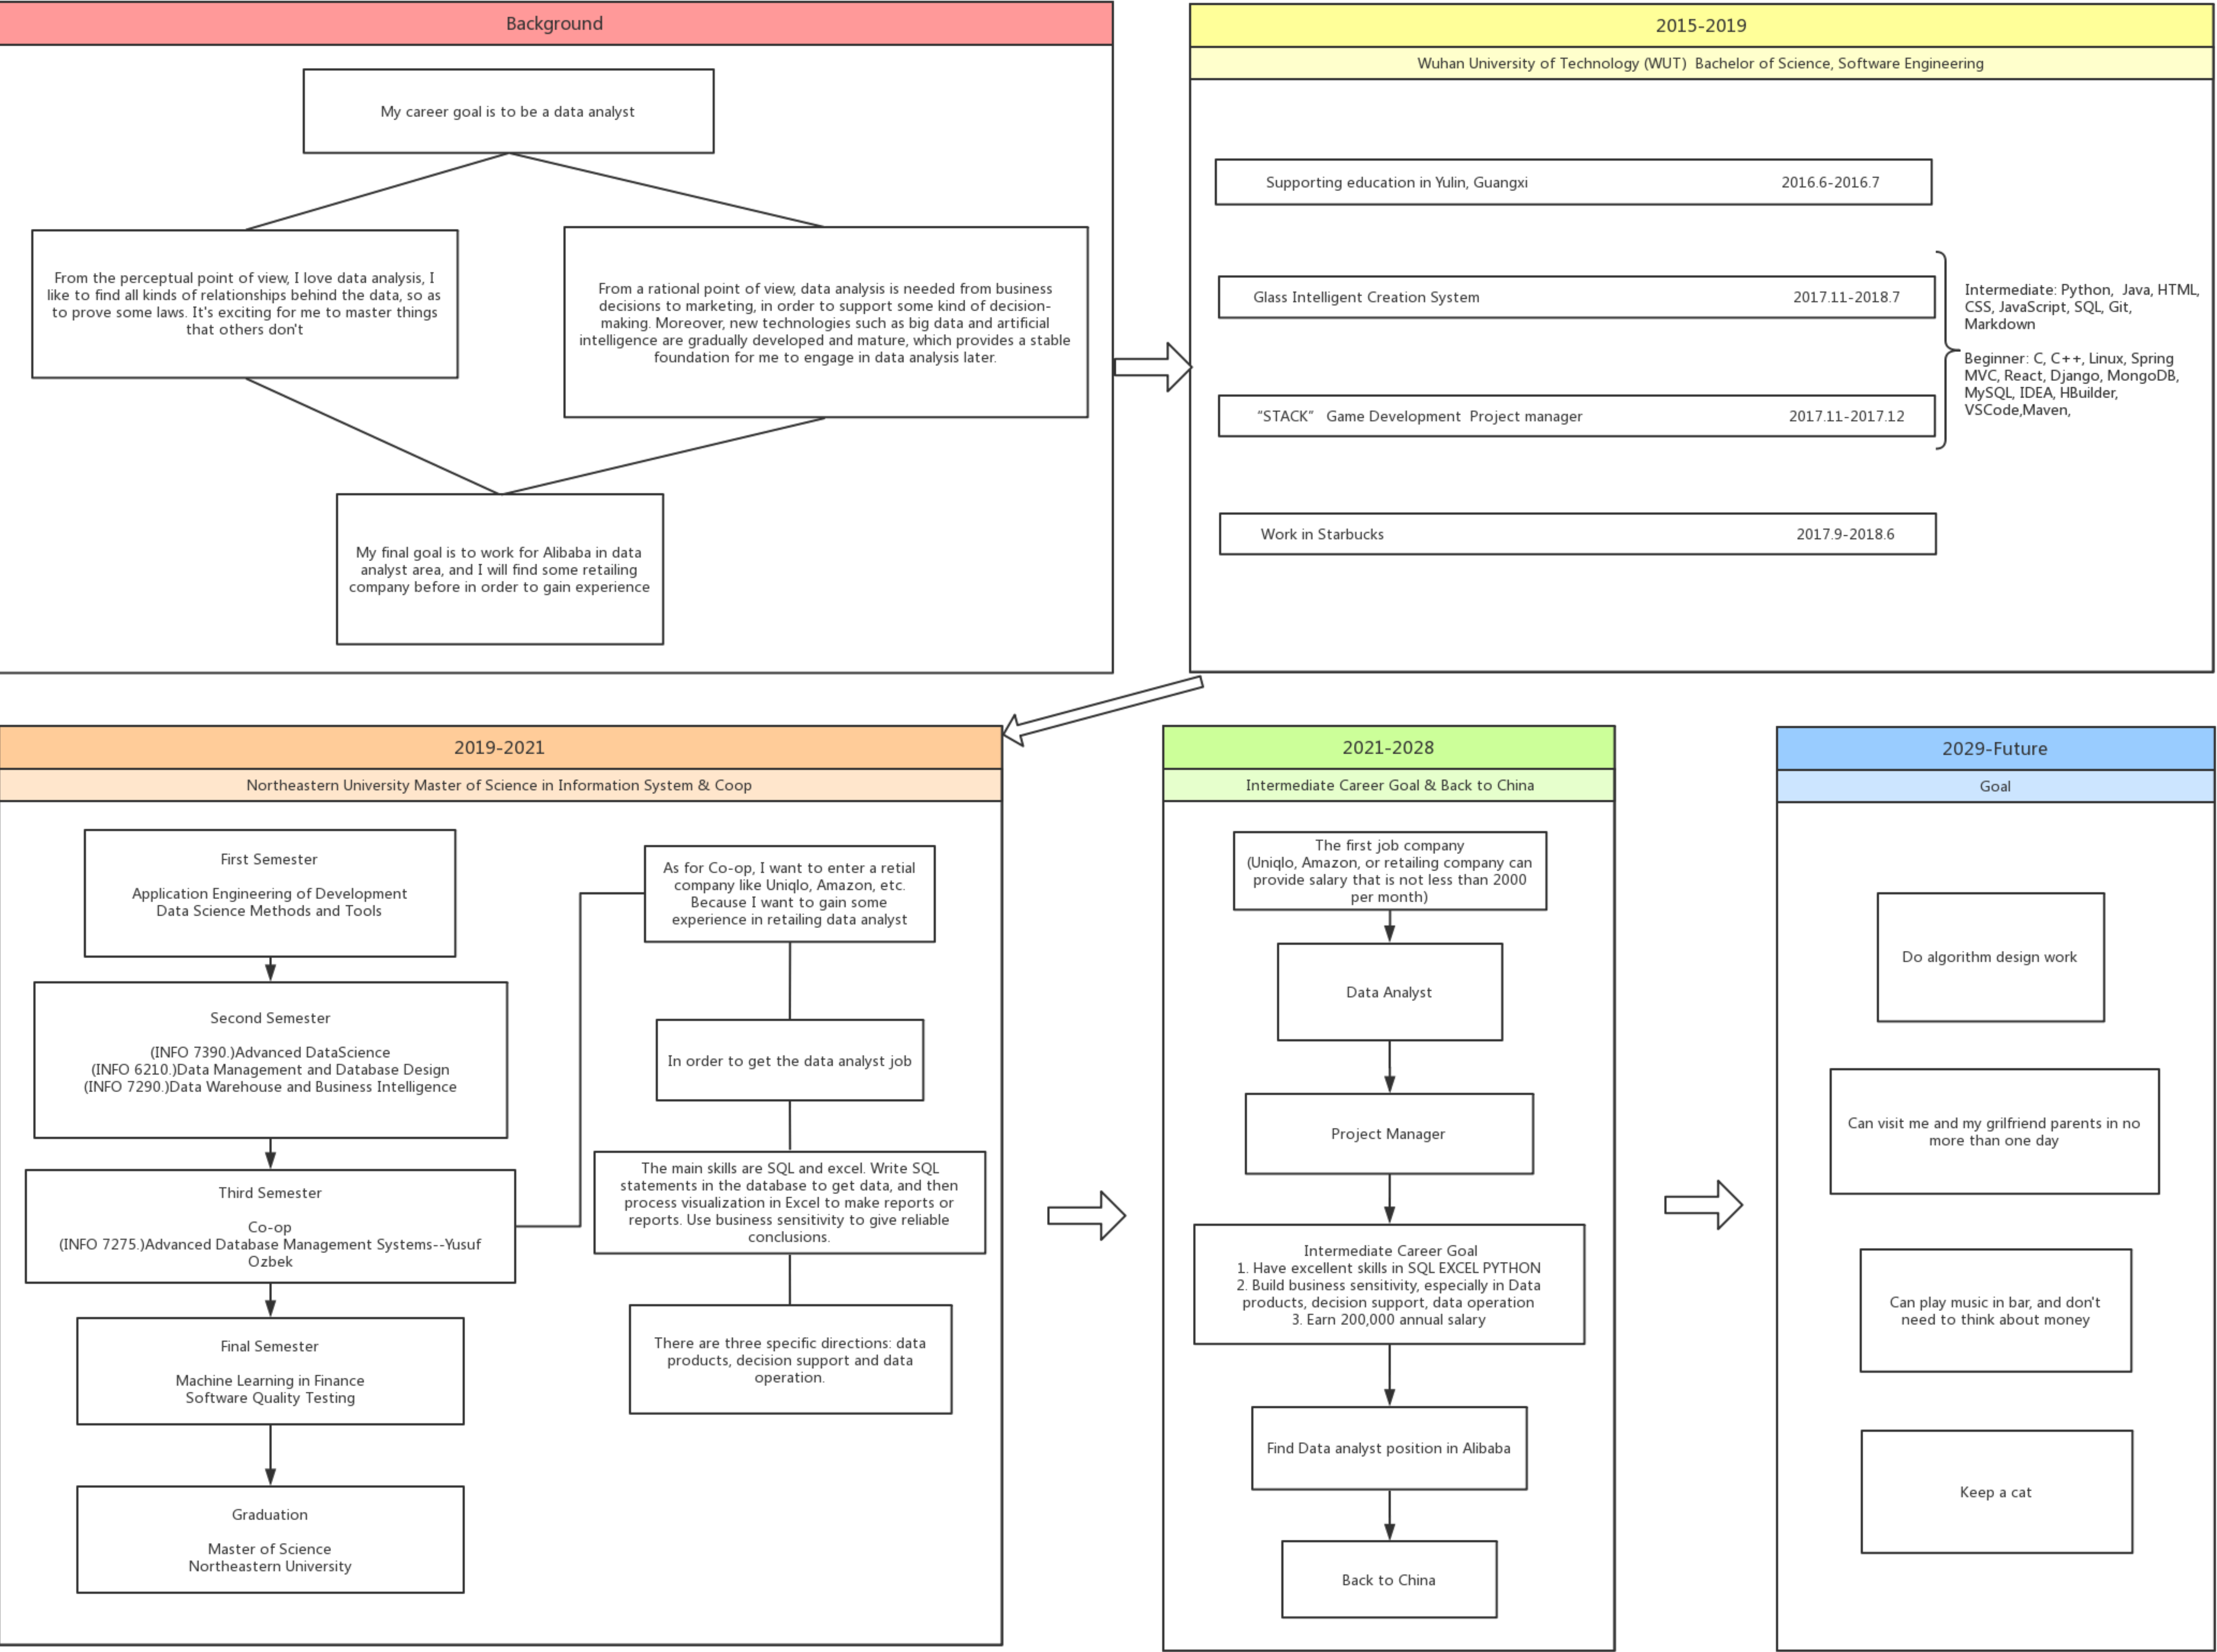 Background
My career goal is to be a data analyst
From the perceptual point of view, I love data analysis, I
like to find all kinds of relationships behind the data, so as
to prove some laws. It's exciting for me to master things
that others don't
From a rational point of view, data analysis is needed from business
decisions to marketing, in order to support some kind of decision-
making. Moreover, new technologies such as big data and artificial
intelligence are gradually developed and mature, which provides a stable
foundation for me to engage in data analysis later.
My final goal is to work for Alibaba in data
analyst area, and I will find some retailing
company before in order to gain experience
2015-2019
Wuhan University of Technology (WUT)  Bachelor of Science, Software Engineering
Supporting education in Yulin, Guangxi 2016.6-2016.7
Glass Intelligent Creation System 2017.11-2018.7
“STACK”  Game Development  Project manager 2017.11-2017.12
Work in Starbucks 2017.9-2018.6
Intermediate: Python,  Java, HTML,
CSS, JavaScript, SQL, Git,
Markdown
Beginner: C, C++, Linux, Spring
MVC, React, Django, MongoDB,
MySQL, IDEA, HBuilder,
VSCode,Maven,
2019-2021
Northeastern University Master of Science in Information System & Coop
First Semester
Application Engineering of Development
Data Science Methods and Tools
Second Semester
(INFO 7390.)Advanced DataScience
(INFO 6210.)Data Management and Database Design
(INFO 7290.)Data Warehouse and Business Intelligence
Third Semester
Co-op
(INFO 7275.)Advanced Database Management Systems--Yusuf
Ozbek
Final Semester
Machine Learning in Finance
Software Quality Testing
Graduation
Master of Science
Northeastern University
As for Co-op, I want to enter a retial
company like Uniqlo, Amazon, etc.
Because I want to gain some
experience in retailing data analyst
In order to get the data analyst job
The main skills are SQL and excel. Write SQL
statements in the database to get data, and then
process visualization in Excel to make reports or
reports. Use business sensitivity to give reliable
conclusions.
There are three specific directions: data
products, decision support and data
operation.
2021-2028
Intermediate Career Goal & Back to China
The first job company
(Uniqlo, Amazon, or retailing company can
provide salary that is not less than 2000
per month)
Data Analyst
Project Manager
Intermediate Career Goal
1. Have excellent skills in SQL EXCEL PYTHON
2. Build business sensitivity, especially in Data
products, decision support, data operation
3. Earn 200,000 annual salary
Find Data analyst position in Alibaba
Back to China
2029-Future
Goal
Do algorithm design work
Can visit me and my grilfriend parents in no
more than one day
Can play music in bar, and don't
need to think about money
Keep a cat